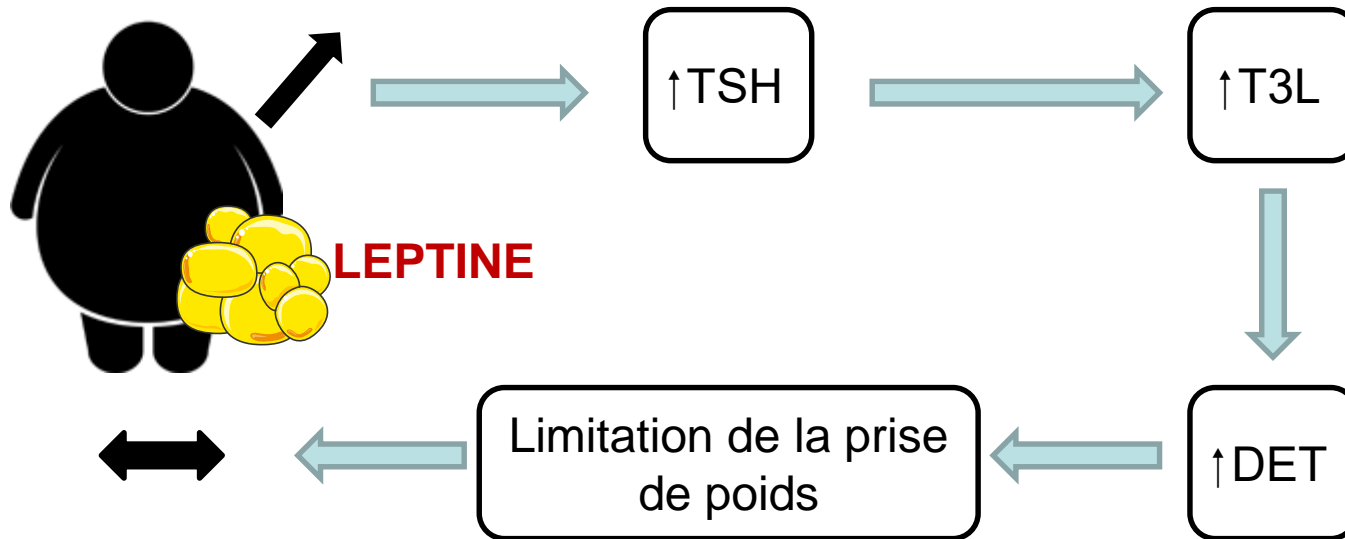 ↑TSH
↑T3L
LEPTINE
Limitation de la prise
de poids
↑DET